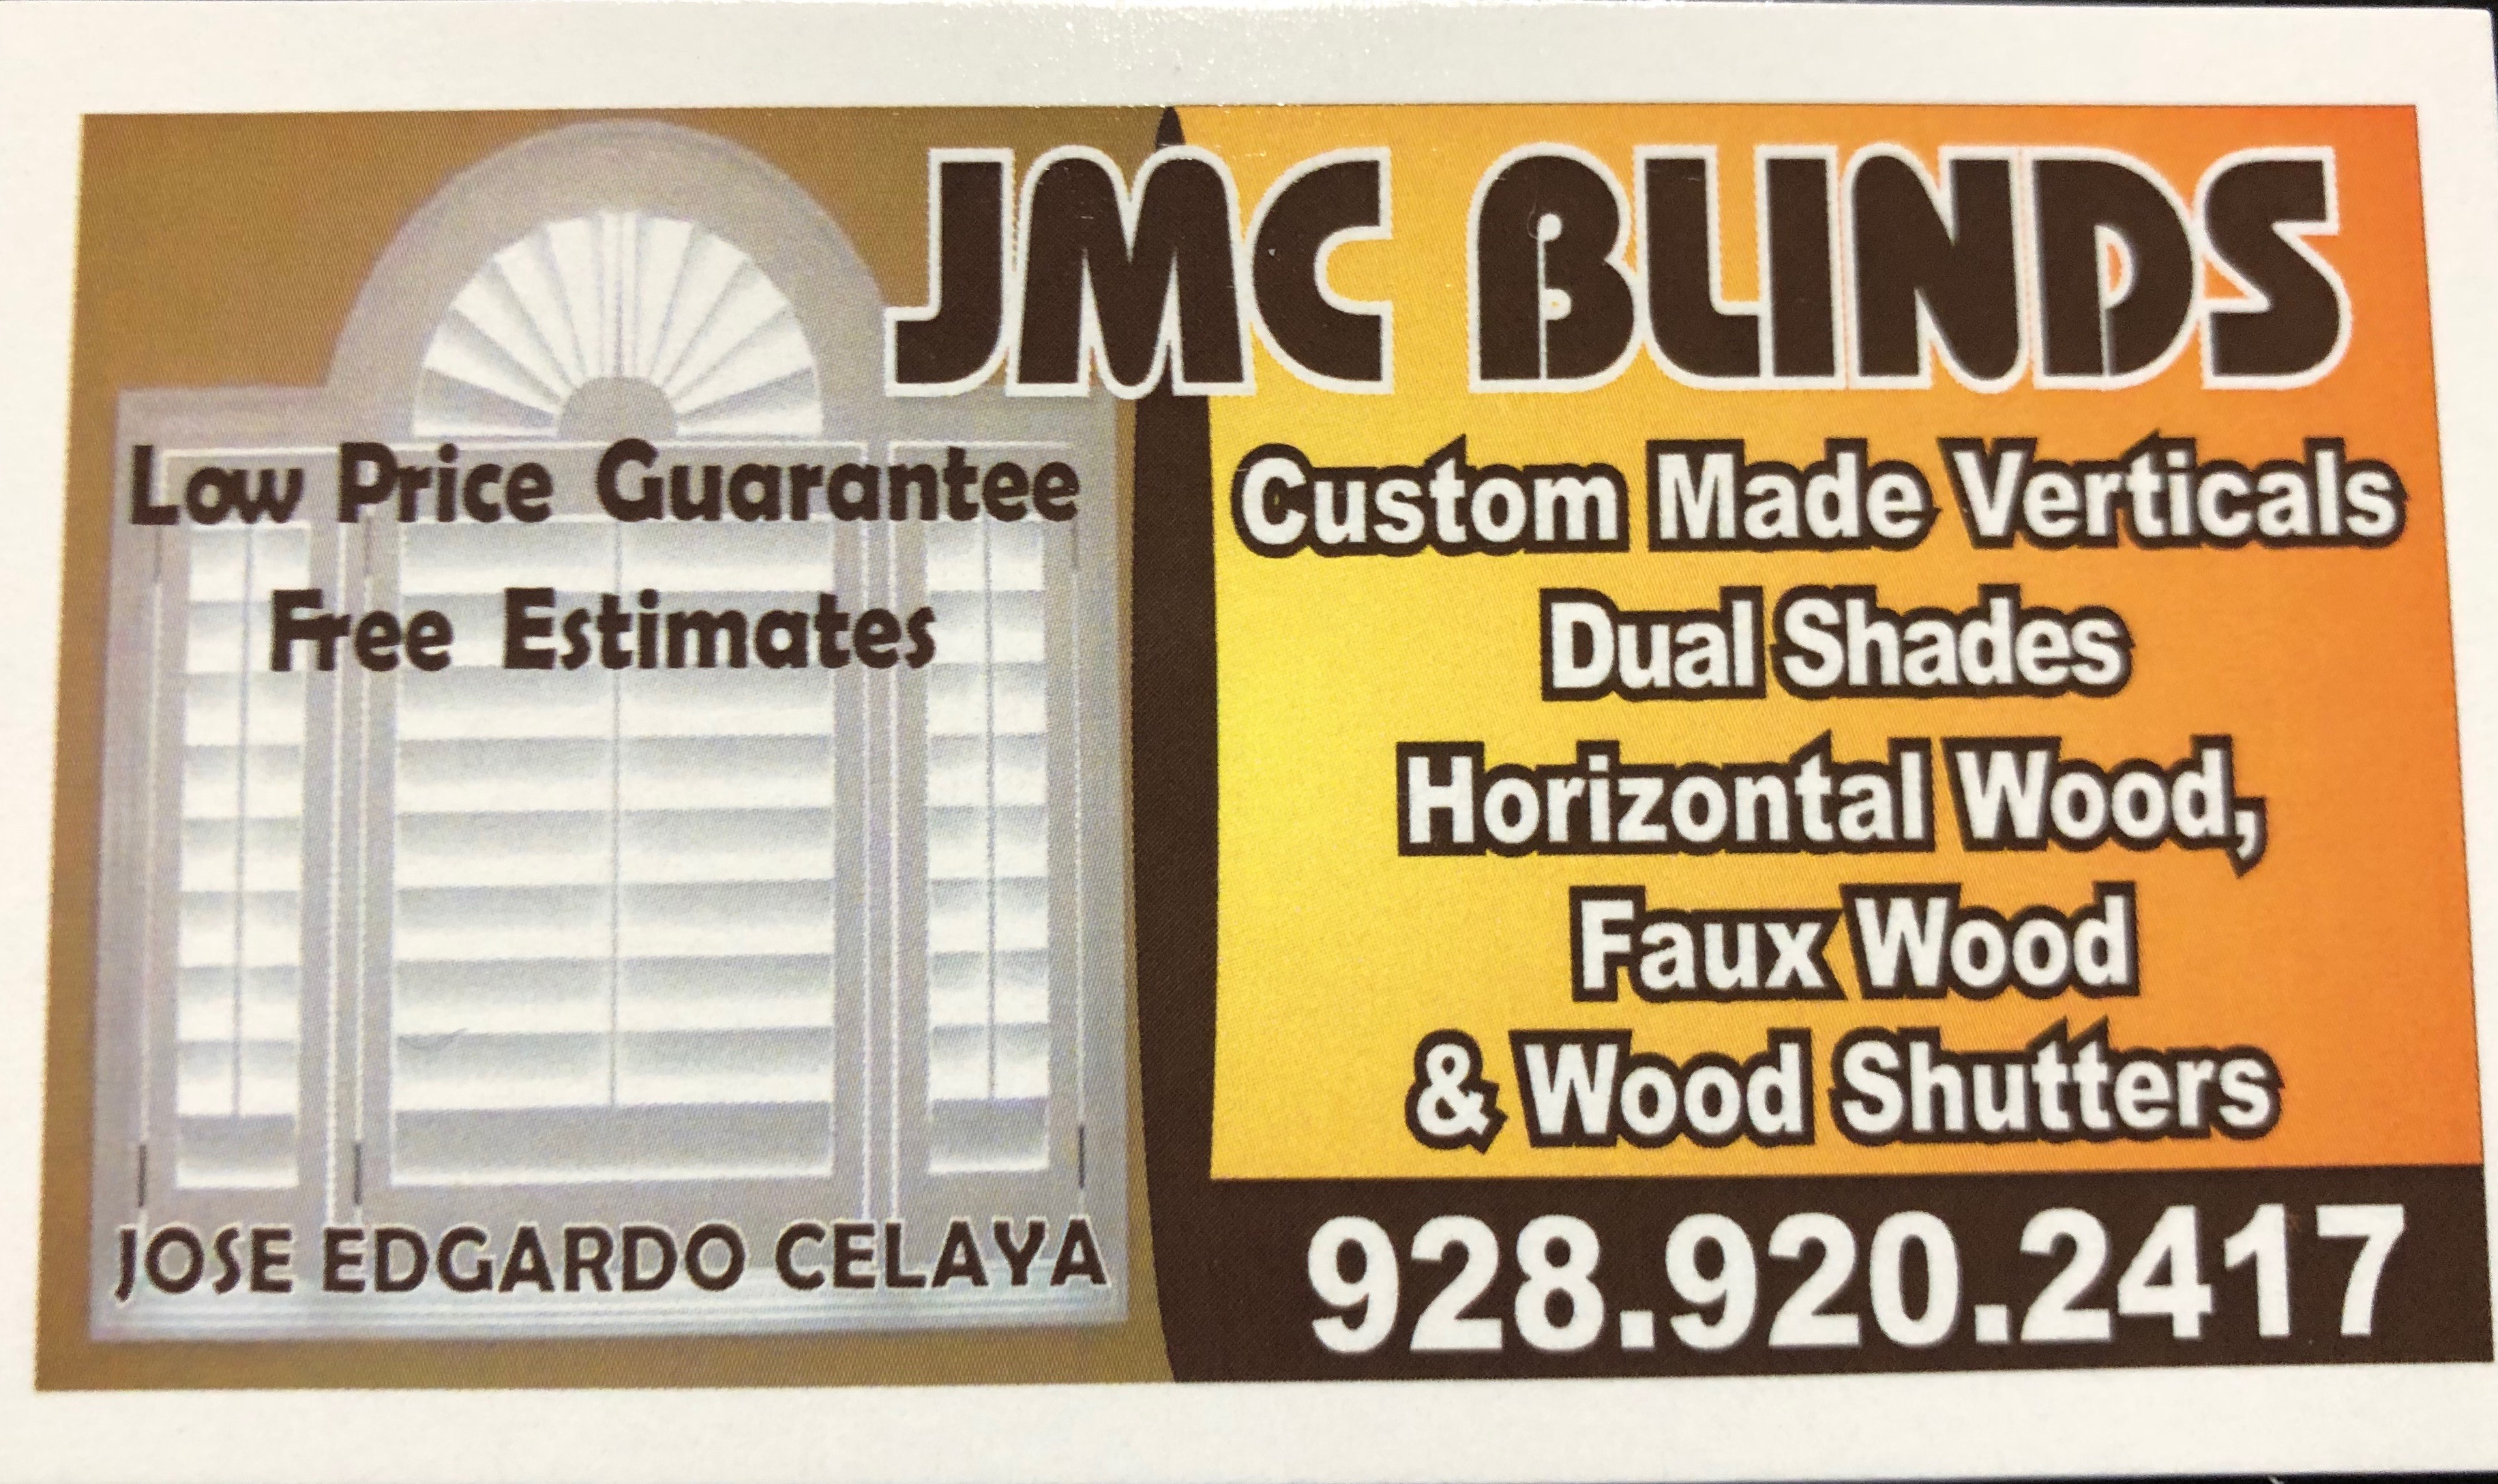 JMC BLINDS
Low Price Guarantee
Free Estimates
JOSE EDGARDO CELAYA
Custom Made Verticals
Dual Shades
Horizontal Wood,
Faux Wood
& Wood Shutters
928.920.2417